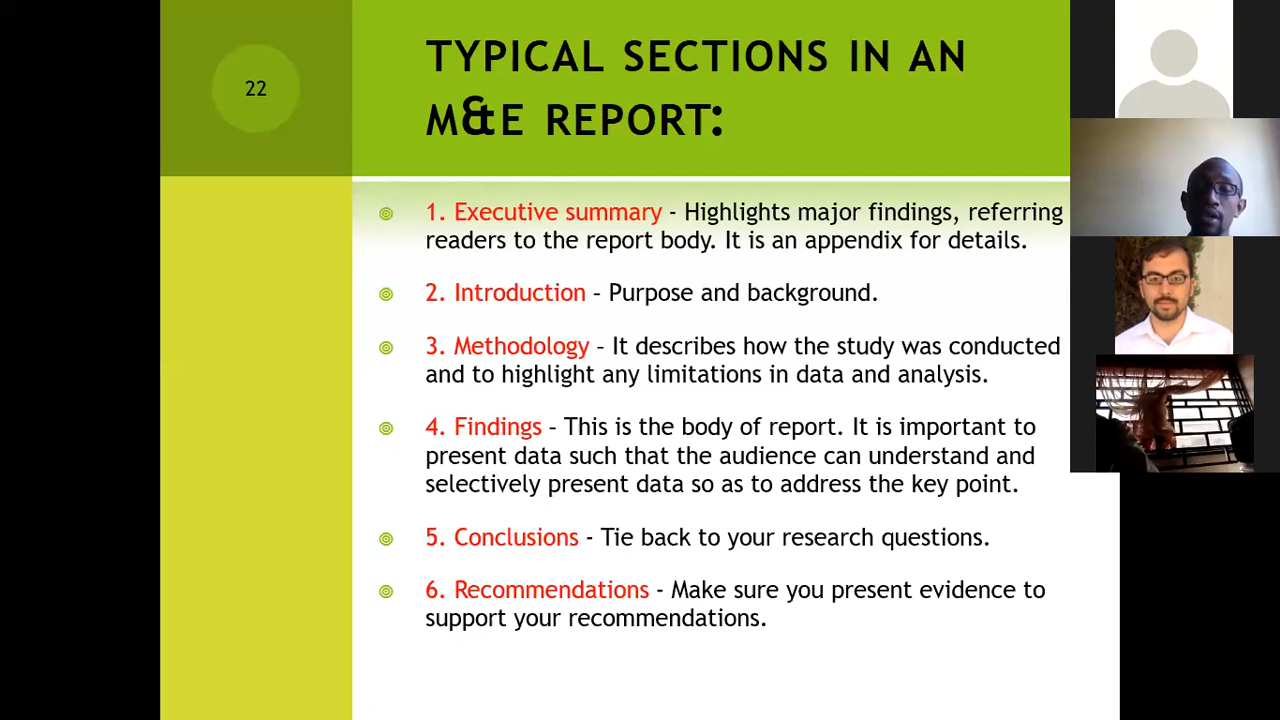 22
TYPICAL SECTIONS IN AN
M&E REPORT:
1. Executive summary - Highlights major findings, referring
readers to the report body. It is an appendix for details.
2. Introduction – Purpose and background.
3. Methodology – It describes how the study was conducted
and to highlight any limitations in data and analysis.
4. Findings – This is the body of report. It is important to
present data such that the audience can understand and
selectively present data so as to address the key point.
5. Conclusions - Tie back to your research questions.
6. Recommendations - Make sure you present evidence to
support your recommendations.